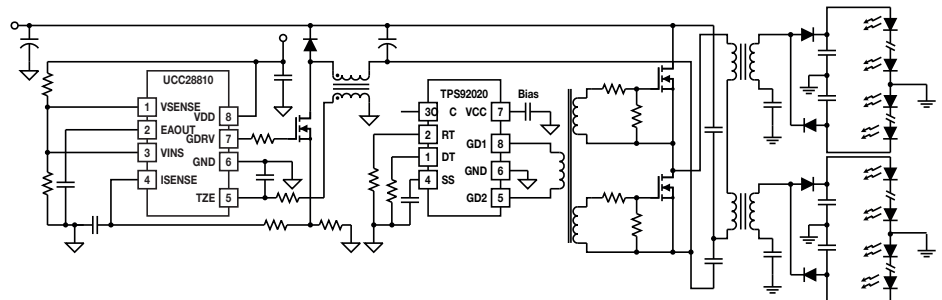 UCC28810
1 VSENSE
2 EAOUT
3 VINS
4 ISENSE
VDD 8
GDRV 7
GND 6
TZE 5
TPS92020
3O C
2 RT
1 DT
4 SS
VCC 7
GD1 8
GND 6
GD2 5
Bias